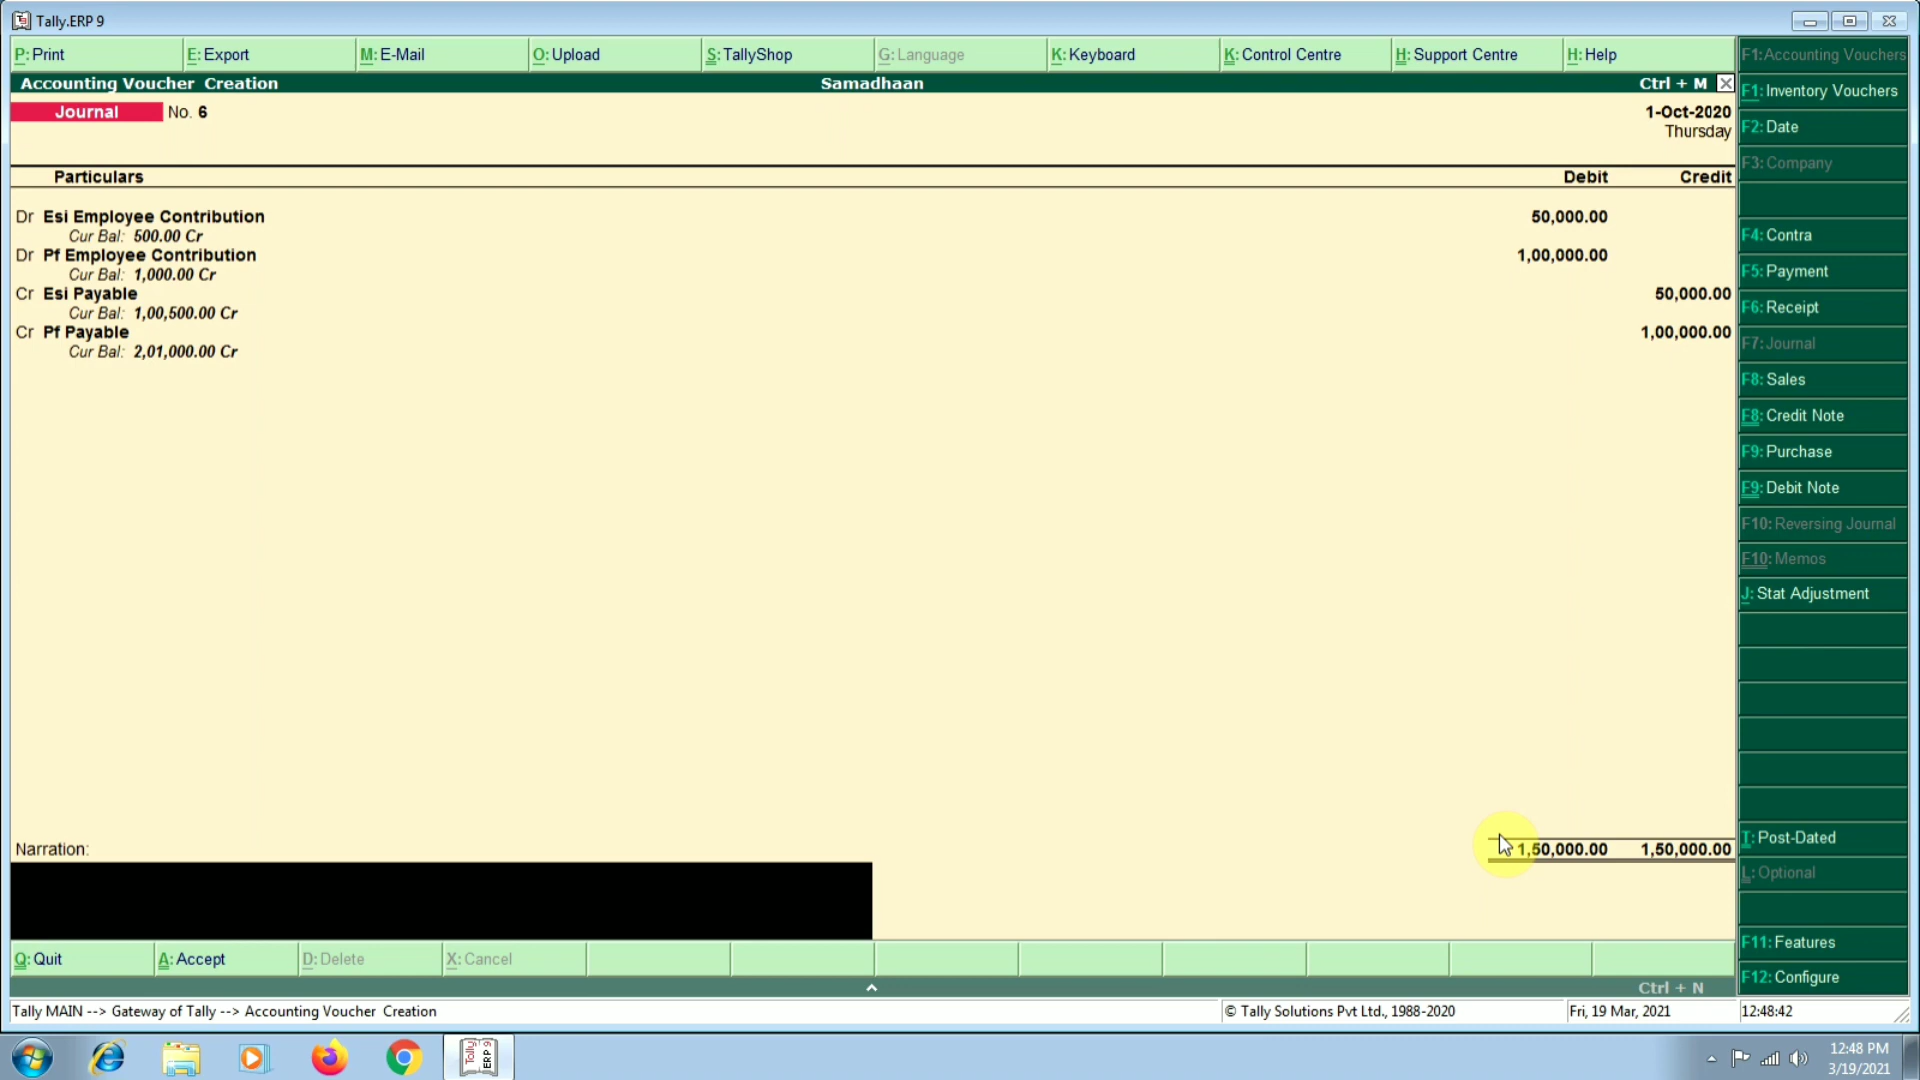 Tally.ERP 9
P: Print E: Export M: E-Mail O: Upload S: TallyShop G: Language K: Keyboard K: Control Centre H: Support Centre H: Help
Accounting Voucher Creation Samadhaan Ctrl + M
Journal No. 6 1-Oct-2020
Thursday
Particulars Debit Credit
Dr Esi Employee Contribution 50,000.00
Cur Bal: 500.00 Cr
Dr Pf Employee Contribution 1,00,000.00
Cur Bal: 1,000.00 Cr
Cr Esi Payable 50,000.00
Cur Bal: 1,00,500.00 Cr
Cr Pf Payable 1,00,000.00
Cur Bal: 2,01,000.00 Cr
Narration: 1,50,000.00 1,50,000.00
F1: Accounting Vouchers
F1: Inventory Vouchers
F2: Date
F3: Company
F4: Contra
F5: Payment
F6: Receipt
F7: Journal
F8: Sales
F8: Credit Note
F9: Purchase
F9: Debit Note
F10: Reversing Journal
F10: Memos
J: Stat Adjustment
T: Post-Dated
L: Optional
F11: Features
F12: Configure
Q: Quit A: Accept D: Delete X: Cancel
Ctrl + N
Tally MAIN --> Gateway of Tally --> Accounting Voucher Creation © Tally Solutions Pvt Ltd., 1988-2020 Fri, 19 Mar, 2021 12:48:42
Tally ERP 9
12:48 PM
3/19/2021